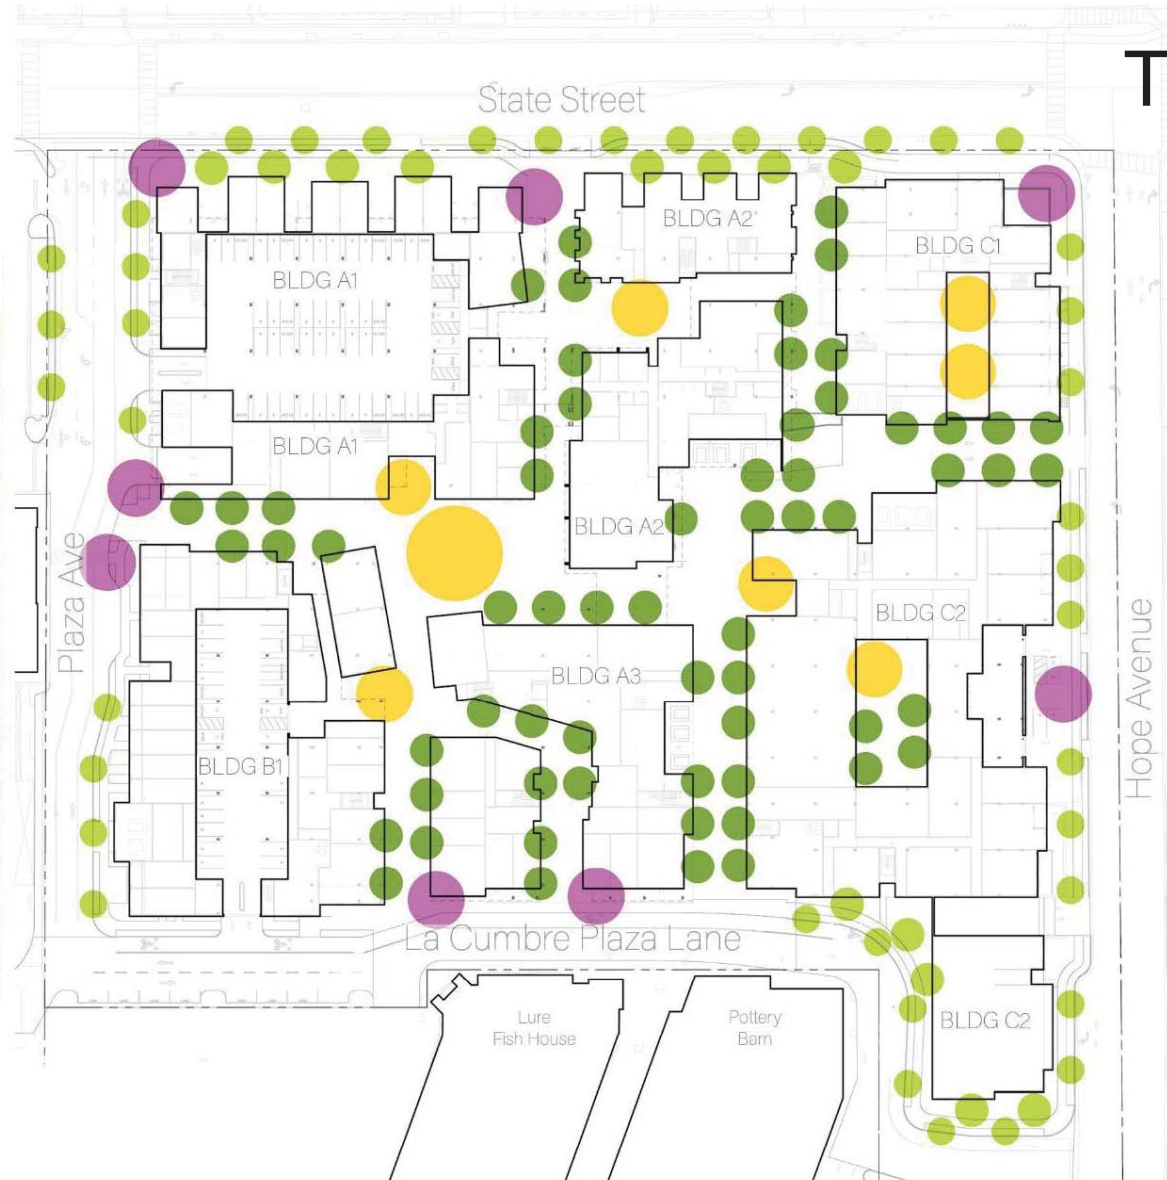 T
State Street
BLDG A2
BLDG C1
BLDG A1
BLDG A1
BLDG A2
Plaza Ave
BLDG C2
BLDG A3
Hope Avenue
BLDG B1
La Cumbre Plaza Lane
Lure
Fish House
Pottery
Barn
BLDG C2